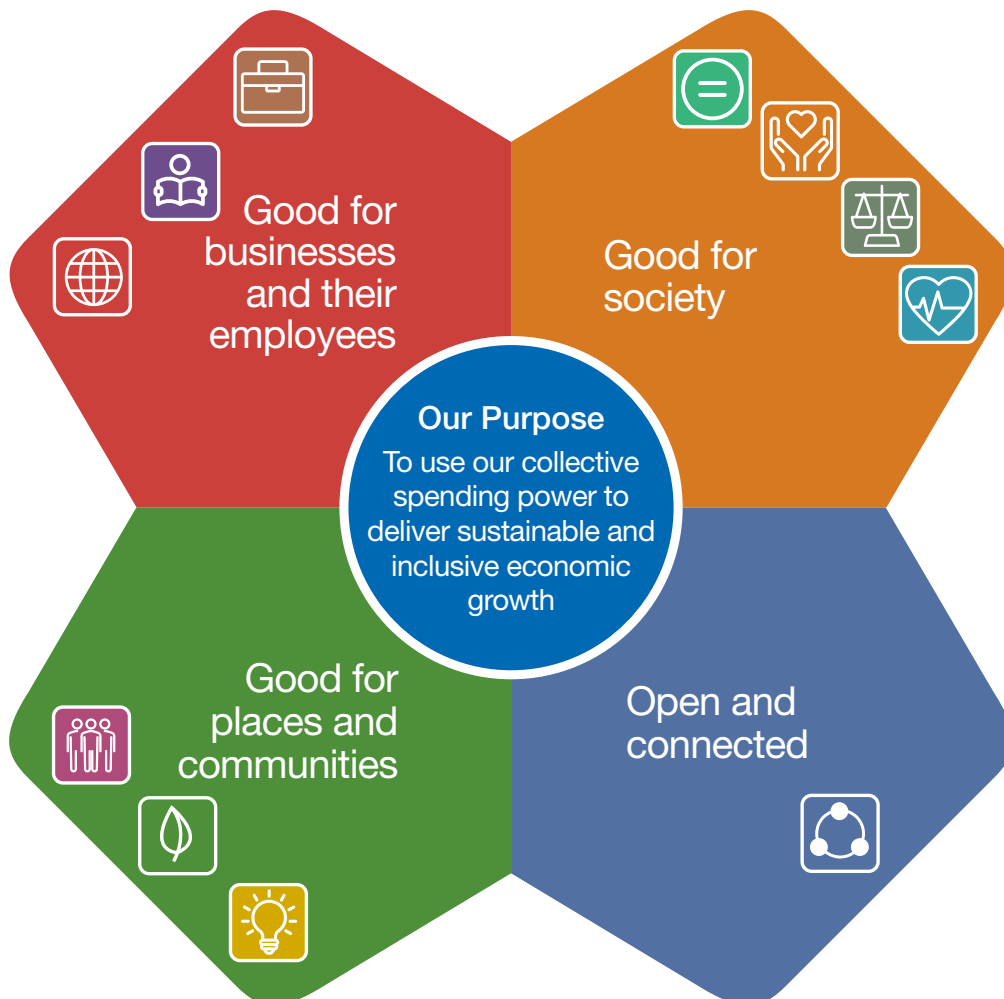 Good for
businesses
and their
employees
Good for
society
Our Purpose
To use our collective
spending power to
deliver sustainable and
inclusive economic
growth
Good for
places and
communities
Open and
connected